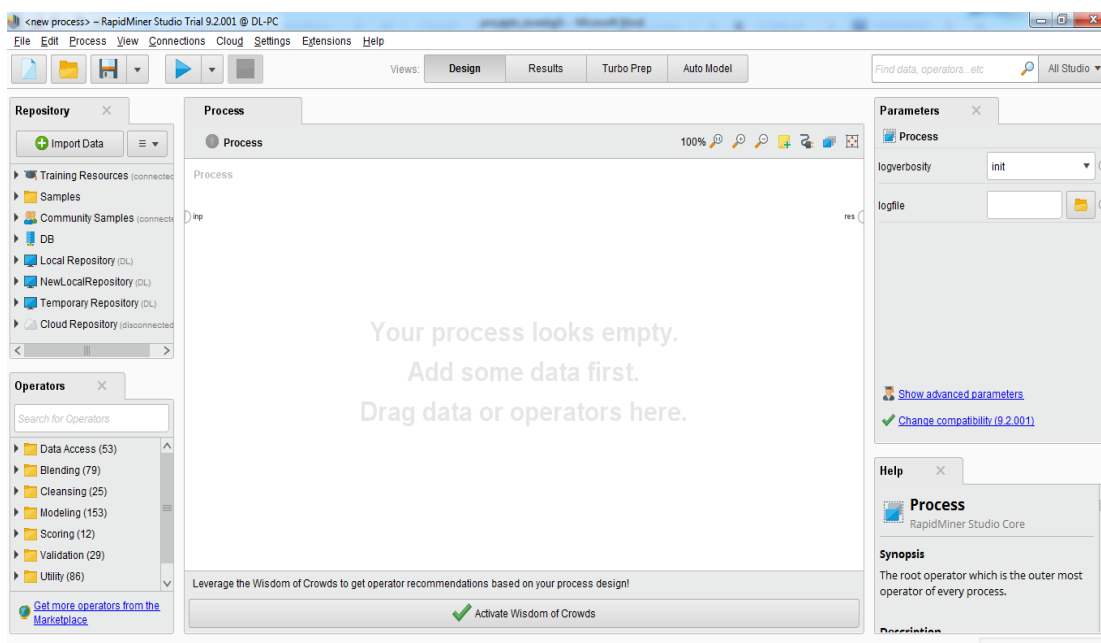 <new process> – RapidMiner Studio Trial 9.2.001 @ DL-PC
File Edit Process View Connections Cloud Settings Extensions Help
Views: Design Results Turbo Prep Auto Model
Find data, operators...etc
All Studio
Repository
Import Data
Training Resources (connected
Samples
Community Samples (connecte
DB
Local Repository (DL)
NewLocalRepository (DL)
Temporary Repository (DL)
Cloud Repository (disconnected
Operators
Search for Operators
Data Access (53)
Blending (79)
Cleansing (25)
Modeling (153)
Scoring (12)
Validation (29)
Utility (86)
Get more operators from the
Marketplace
Process
Process
100%
Process
inp
res
Your process looks empty.
Add some data first.
Drag data or operators here.
Leverage the Wisdom of Crowds to get operator recommendations based on your process design!
Activate Wisdom of Crowds
Parameters
Process
logverbosity
init
logfile
Show advanced parameters
Change compatibility (9.2.001)
Help
Process
RapidMiner Studio Core
Synopsis
The root operator which is the outer most
operator of every process.
Description